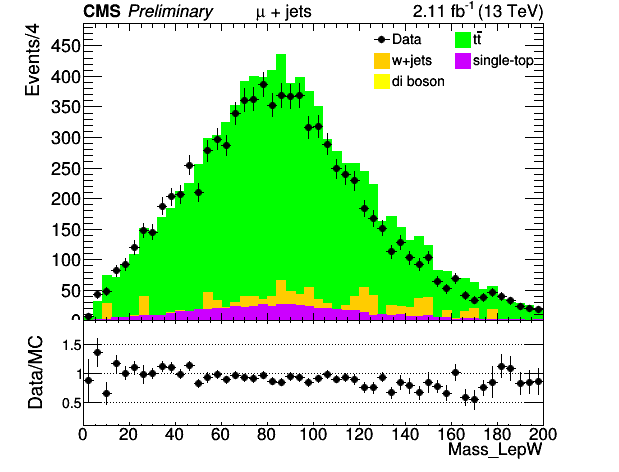 CMS Preliminary μ + jets 2.11 fb⁻¹ (13 TeV)
Events/4
450
400
350
300
250
200
150
100
50
0
Data
tt̄
w+jets
single-top
di boson
Data/MC
1.5
1
0.5
0 20 40 60 80 100 120 140 160 180 200
Mass_LepW